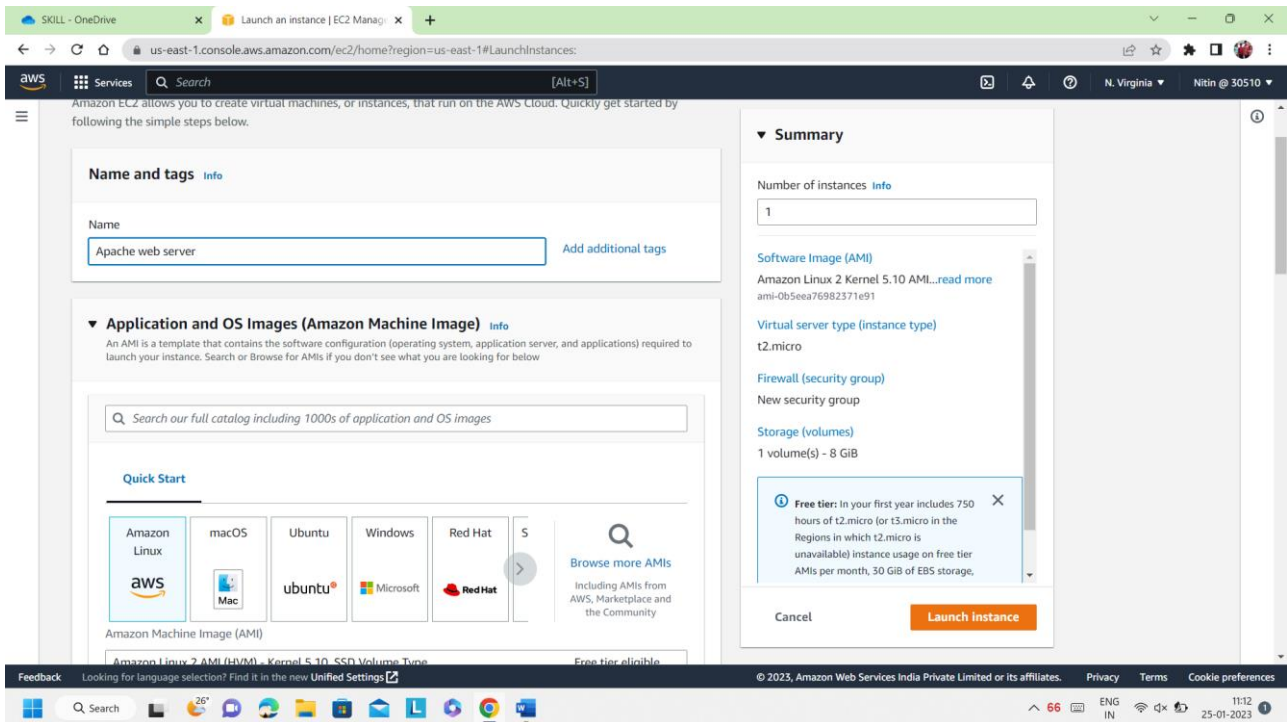 SKILL - OneDrive
Launch an instance | EC2 Manage
us-east-1.console.aws.amazon.com/ec2/home?region=us-east-1#LaunchInstances:
aws
Services
Search
[Alt+S]
N. Virginia
Nitin @ 30510
Amazon EC2 allows you to create virtual machines, or instances, that run on the AWS Cloud. Quickly get started by
following the simple steps below.
Name and tags Info
Name
Apache web server
Add additional tags
Application and OS Images (Amazon Machine Image) Info
An AMI is a template that contains the software configuration (operating system, application server, and applications) required to
launch your instance. Search or Browse for AMIs if you don't see what you are looking for below
Search our full catalog including 1000s of application and OS images
Quick Start
Amazon
Linux
aws
macOS
Mac
Ubuntu
ubuntu
Windows
Microsoft
Red Hat
Red Hat
S
Browse more AMIs
Including AMIs from
AWS, Marketplace and
the Community
Amazon Machine Image (AMI)
Amazon Linux 2 AMI (HVM) - Kernel 5.10, SSD Volume Type
Free tier eligible
Summary
Number of instances Info
1
Software Image (AMI)
Amazon Linux 2 Kernel 5.10 AMI...read more
ami-0b5eea76982371e91
Virtual server type (instance type)
t2.micro
Firewall (security group)
New security group
Storage (volumes)
1 volume(s) - 8 GiB
Free tier: In your first year includes 750
hours of t2.micro (or t3.micro in the
Regions in which t2.micro is
unavailable) instance usage on free tier
AMIs per month, 30 GiB of EBS storage,
Cancel
Launch instance
Feedback
Looking for language selection? Find it in the new Unified Settings
© 2023, Amazon Web Services India Private Limited or its affiliates.
Privacy
Terms
Cookie preferences
Search
26°
66
ENG
IN
11:12
25-01-2023
1